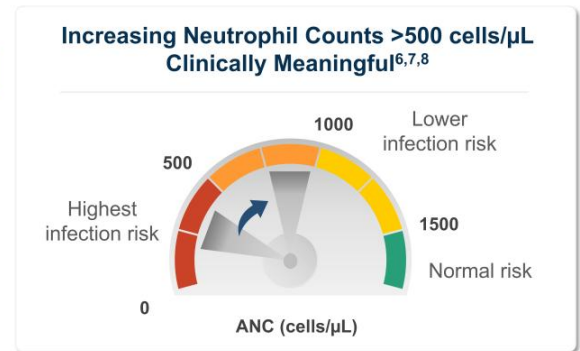 Increasing Neutrophil Counts >500 cells/μL
Clinically Meaningful6,7,8
Lower
infection risk
1000
500
Highest
infection risk
1500
Normal risk
0
ANC (cells/μL)